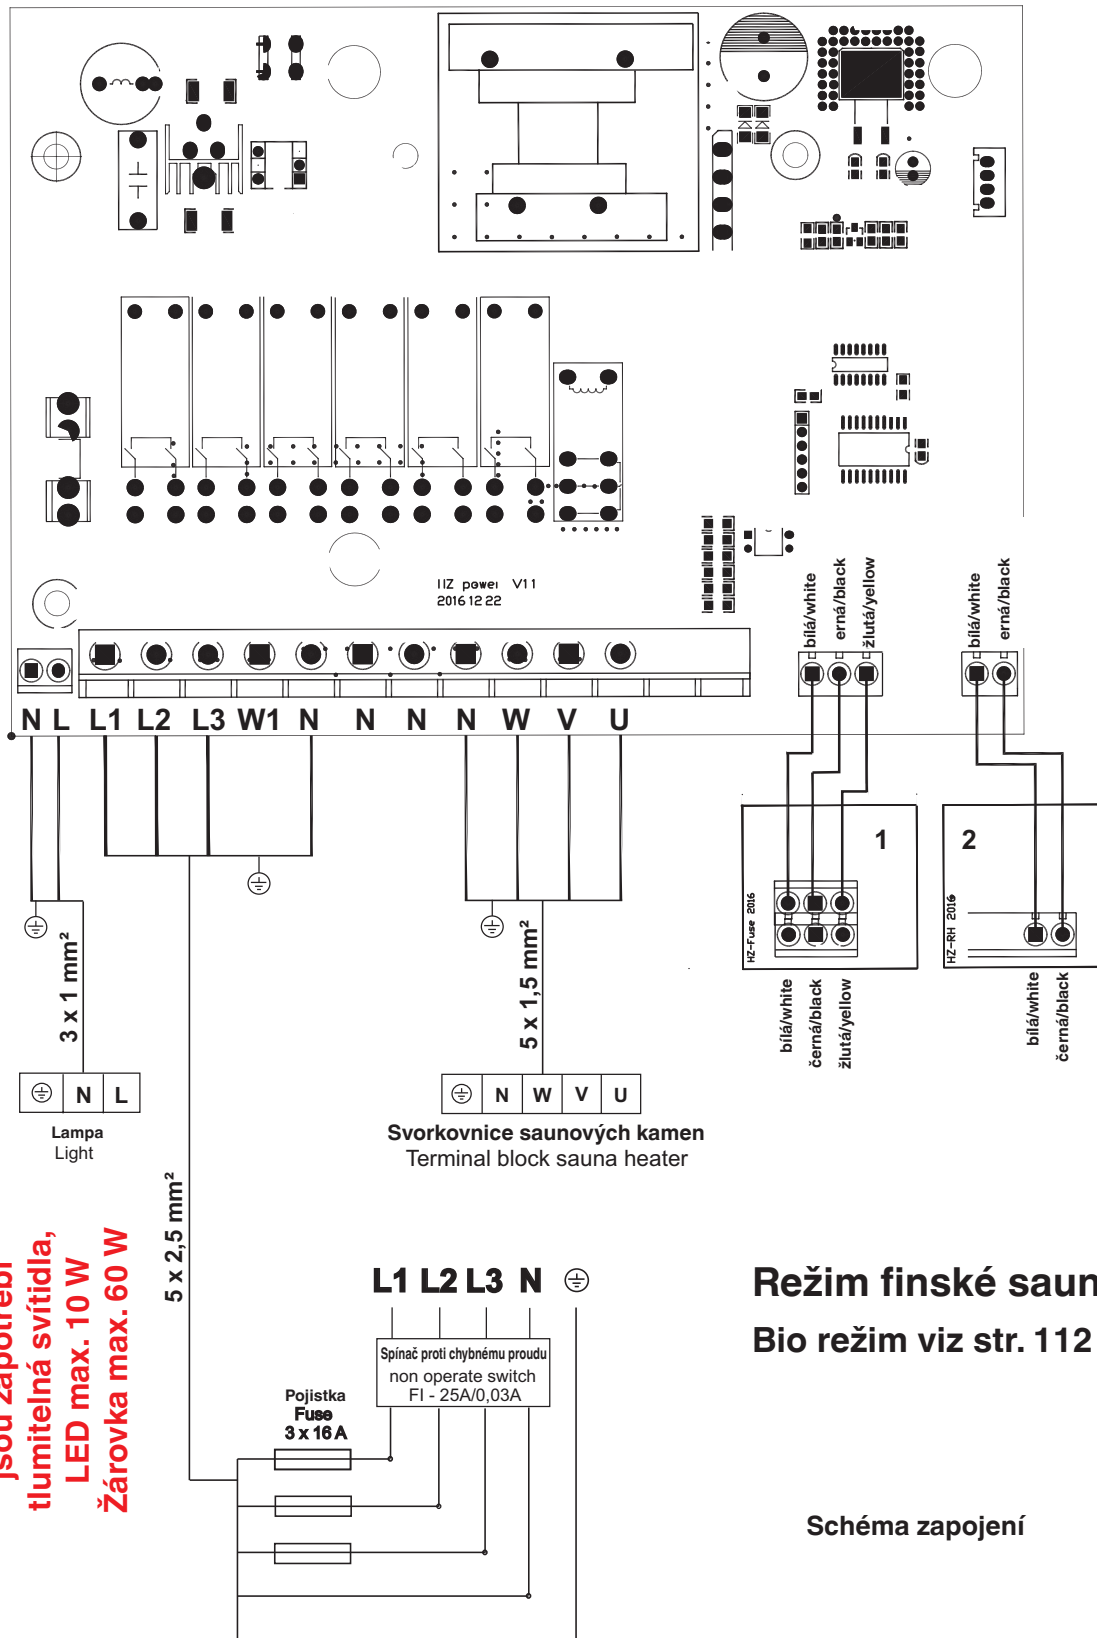 IIZ power V11
2016 12 22
bílá/white
erná/black
žlutá/yellow
bílá/white
erná/black
N L L1 L2 L3 W1 N N N N W V U
1
2
HZ-Fuse 2016
HZ-RH 2016
bílá/white
černá/black
žlutá/yellow
bílá/white
černá/black
3 x 1 mm²
5 x 1,5 mm²
N L
Lampa
Light
N W V U
Svorkovnice saunových kamen
Terminal block sauna heater
5 x 2,5 mm²
jsou zapotřebí
tlumitelná svítidla,
LED max. 10 W
Žárovka max. 60 W
L1 L2 L3 N
Spínač proti chybnému proudu
non operate switch
FI - 25A/0,03A
Pojistka
Fuse
3 x 16 A
Režim finské saun
Bio režim viz str. 112
Schéma zapojení